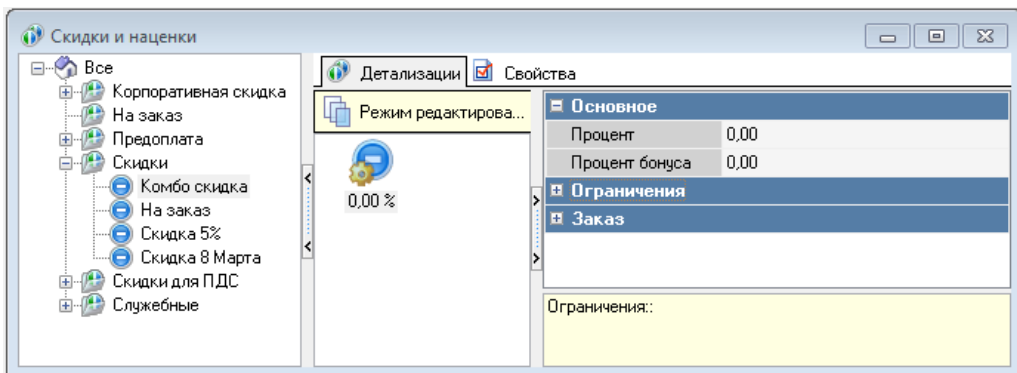 Скидки и наценки
Все
Корпоративная скидка
На заказ
Предоплата
Скидки
Комбо скидка
На заказ
Скидка 5%
Скидка 8 Марта
Скидки для ПДС
Служебные
Детализации
Свойства
Режим редактирова...
0,00 %
Основное
Процент 0,00
Процент бонуса 0,00
Ограничения
Заказ
Ограничения::